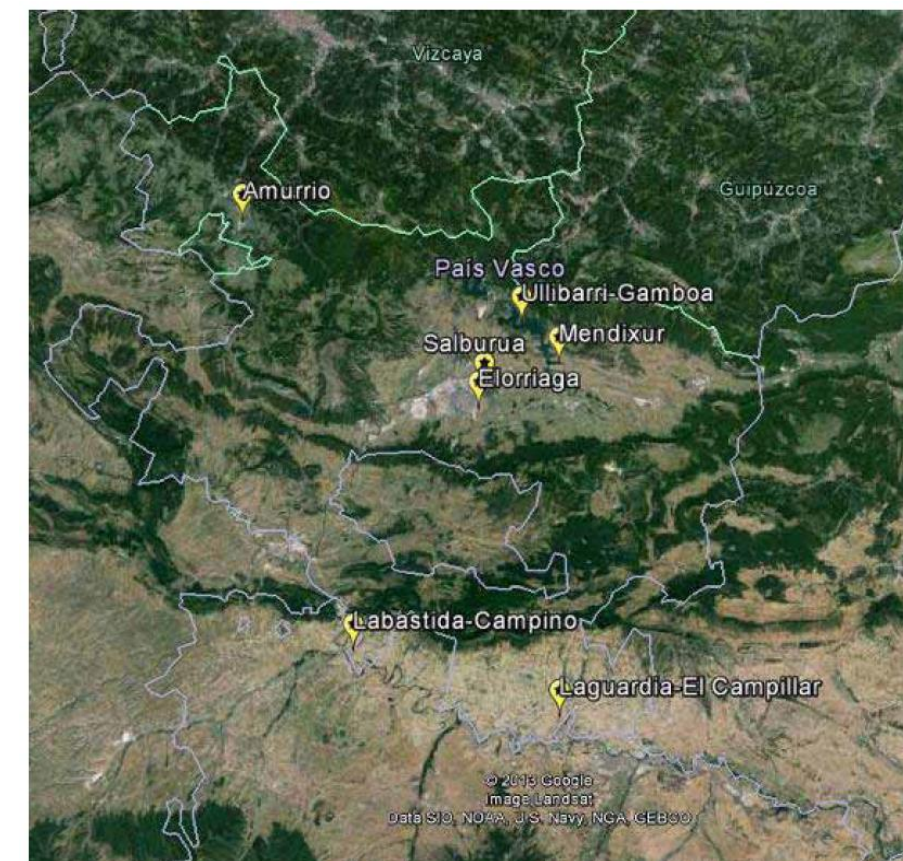 Vizcaya
Amurrio
Guipúzcoa
País Vasco
Ullibarri-Gamboa
Mendixur
Salburua
Elorriaga
Labastida-Campino
Laguardia-El Campillar
© 2013 Google
Image Landsat
Data SIO, NOAA, U.S. Navy, NGA, GEBCO